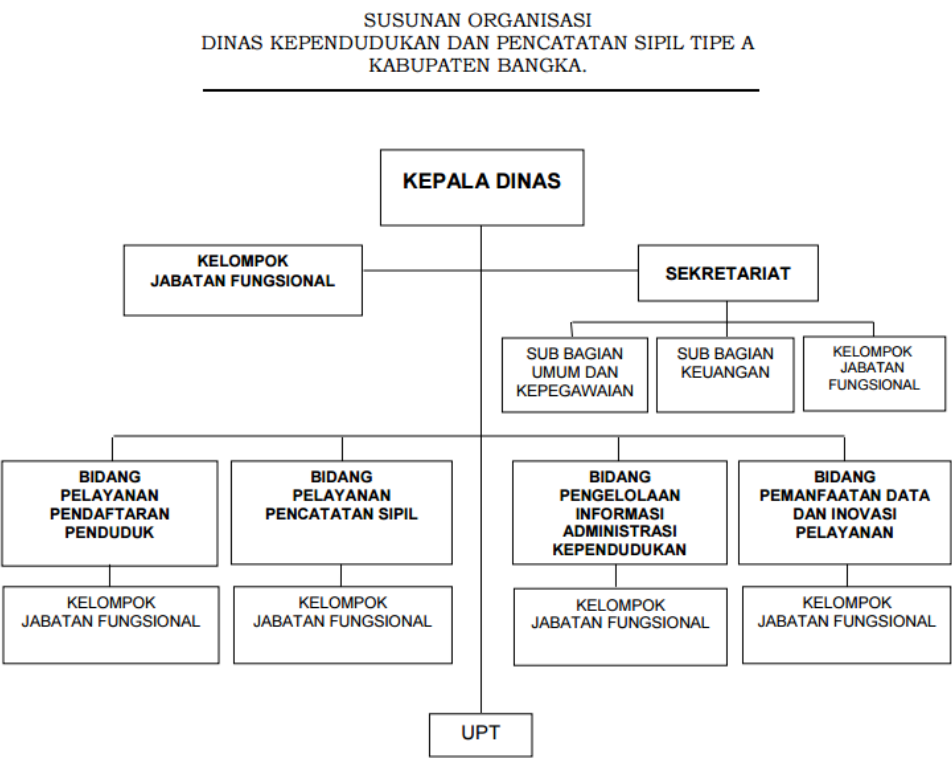 SUSUNAN ORGANISASI
DINAS KEPENDUDUKAN DAN PENCATATAN SIPIL TIPE A
KABUPATEN BANGKA.
KEPALA DINAS
KELOMPOK
JABATAN FUNGSIONAL
SEKRETARIAT
SUB BAGIAN
UMUM DAN
KEPEGAWAIAN
SUB BAGIAN
KEUANGAN
KELOMPOK
JABATAN
FUNGSIONAL
BIDANG
PELAYANAN
PENDAFTARAN
PENDUDUK
BIDANG
PELAYANAN
PENCATATAN SIPIL
BIDANG
PENGELOLAAN
INFORMASI
ADMINISTRASI
KEPENDUDUKAN
BIDANG
PEMANFAATAN DATA
DAN INOVASI
PELAYANAN
KELOMPOK
JABATAN FUNGSIONAL
KELOMPOK
JABATAN FUNGSIONAL
KELOMPOK
JABATAN FUNGSIONAL
KELOMPOK
JABATAN FUNGSIONAL
UPT